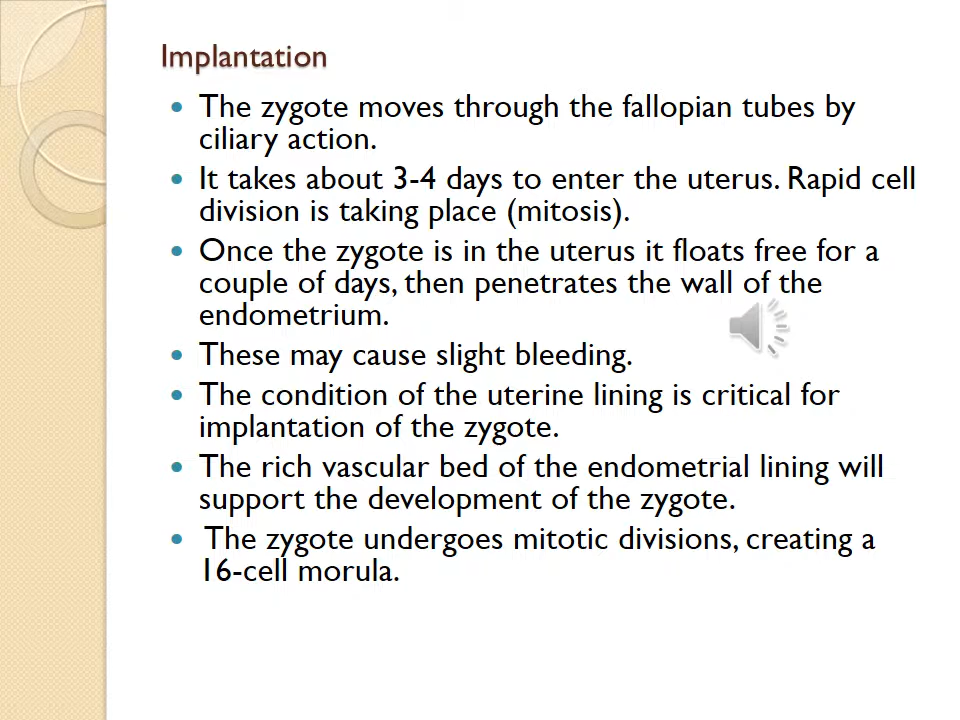 Implantation
• The zygote moves through the fallopian tubes by
ciliary action.
• It takes about 3-4 days to enter the uterus. Rapid cell
division is taking place (mitosis).
• Once the zygote is in the uterus it floats free for a
couple of days, then penetrates the wall of the
endometrium.
• These may cause slight bleeding.
• The condition of the uterine lining is critical for
implantation of the zygote.
• The rich vascular bed of the endometrial lining will
support the development of the zygote.
• The zygote undergoes mitotic divisions, creating a
16-cell morula.